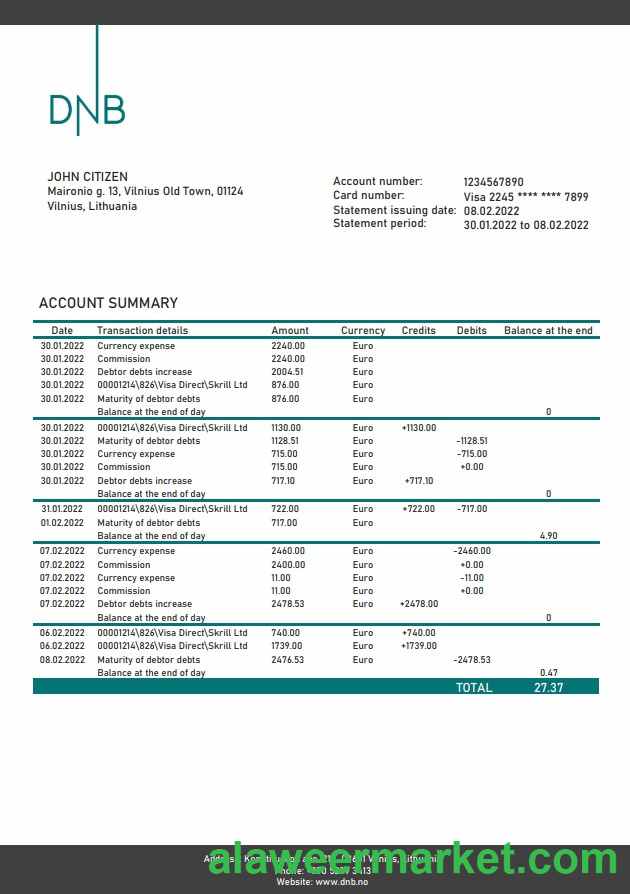 DNB
JOHN CITIZEN
Maironio g. 13, Vilnius Old Town, 01124
Vilnius, Lithuania
Account number: 1234567890
Card number: Visa 2245 **** **** 7899
Statement issuing date: 08.02.2022
Statement period: 30.01.2022 to 08.02.2022
ACCOUNT SUMMARY
Date Transaction details Amount Currency Credits Debits Balance at the end
30.01.2022 Currency expense 2240.00 Euro
30.01.2022 Commission 2240.00 Euro
30.01.2022 Debtor debts increase 2004.51 Euro
30.01.2022 00001214\826\Visa Direct\Skrill Ltd 876.00 Euro
30.01.2022 Maturity of debtor debts 876.00 Euro
Balance at the end of day 0
30.01.2022 00001214\826\Visa Direct\Skrill Ltd 1130.00 Euro +1130.00
30.01.2022 Maturity of debtor debts 1128.51 Euro -1128.51
30.01.2022 Currency expense 715.00 Euro -715.00
30.01.2022 Commission 715.00 Euro +0.00
30.01.2022 Debtor debts increase 717.10 Euro +717.10
Balance at the end of day 0
31.01.2022 00001214\826\Visa Direct\Skrill Ltd 722.00 Euro +722.00 -717.00
01.02.2022 Maturity of debtor debts 717.00 Euro
Balance at the end of day 4.90
07.02.2022 Currency expense 2460.00 Euro -2460.00
07.02.2022 Commission 2400.00 Euro +0.00
07.02.2022 Currency expense 11.00 Euro -11.00
07.02.2022 Commission 11.00 Euro +0.00
07.02.2022 Debtor debts increase 2478.53 Euro +2478.00
Balance at the end of day 0
06.02.2022 00001214\826\Visa Direct\Skrill Ltd 740.00 Euro +740.00
06.02.2022 00001214\826\Visa Direct\Skrill Ltd 1739.00 Euro +1739.00
08.02.2022 Maturity of debtor debts 2476.53 Euro -2478.53
Balance at the end of day 0.47
TOTAL 27.37
alaweermarket.com
Website: www.dnb.no